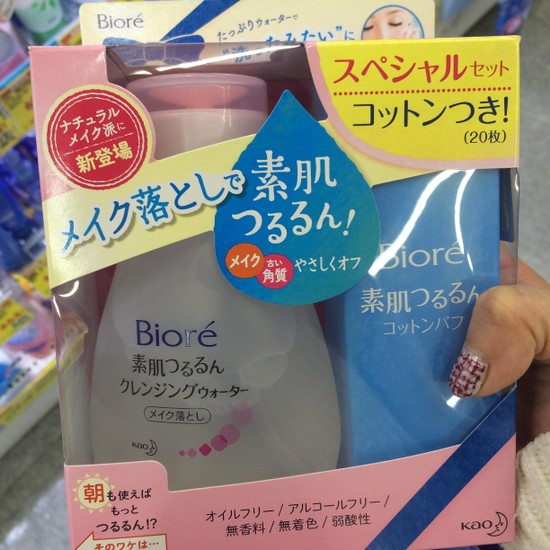 Bioré
たっぷりウォーターで
スペシャルセット
コットンつき!
(20枚)
ナチュラル
メイク派に
新登場
メイク落としで
素肌
つるるん!
メイク
古い
角質
やさしくオフ
Bioré
素肌つるるん
クレンジングウォーター
メイク落とし
Kao
Bioré
素肌つるるん
コットンパフ
朝も使えば
もっと
つるるん!?
そのワケは…
オイルフリー/アルコールフリー/
無香料/無着色/弱酸性
Kao